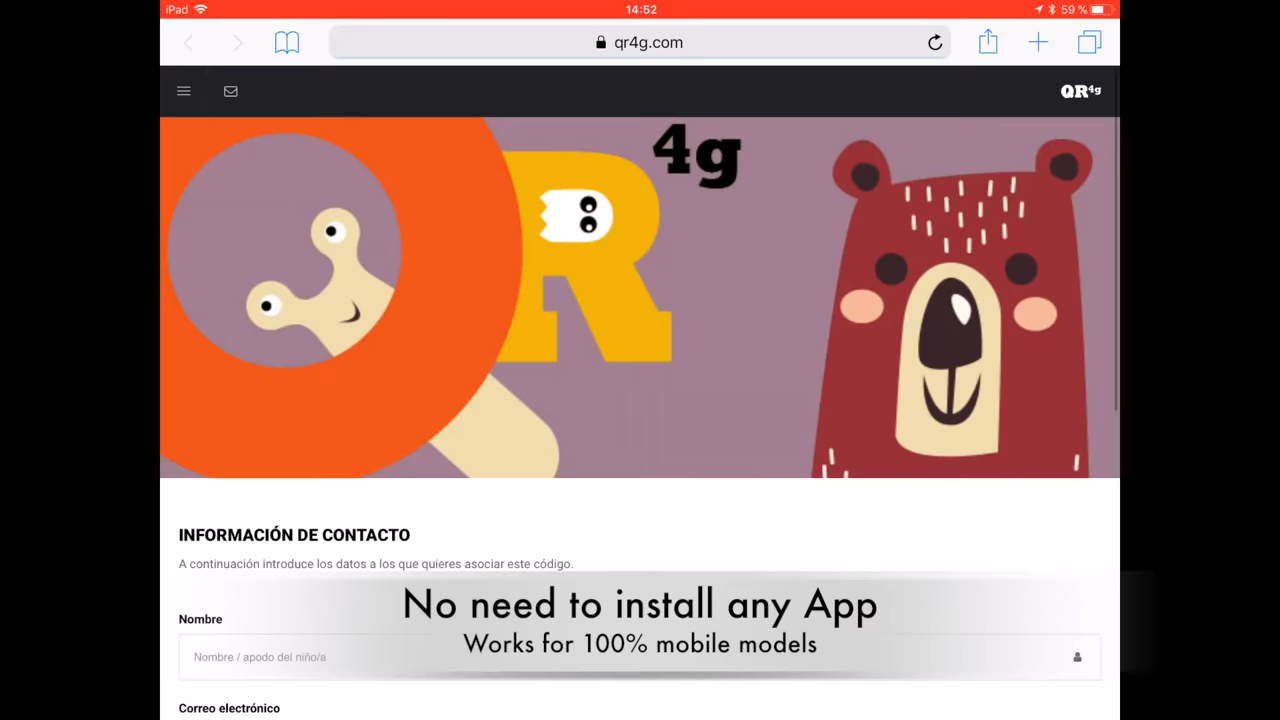 iPad 14:52 59 %
qr4g.com
QR4g
QR 4g
INFORMACIÓN DE CONTACTO
A continuación introduce los datos a los que quieres asociar este código.
No need to install any App
Nombre
Works for 100% mobile models
Nombre / apodo del niño/a
Correo electrónico